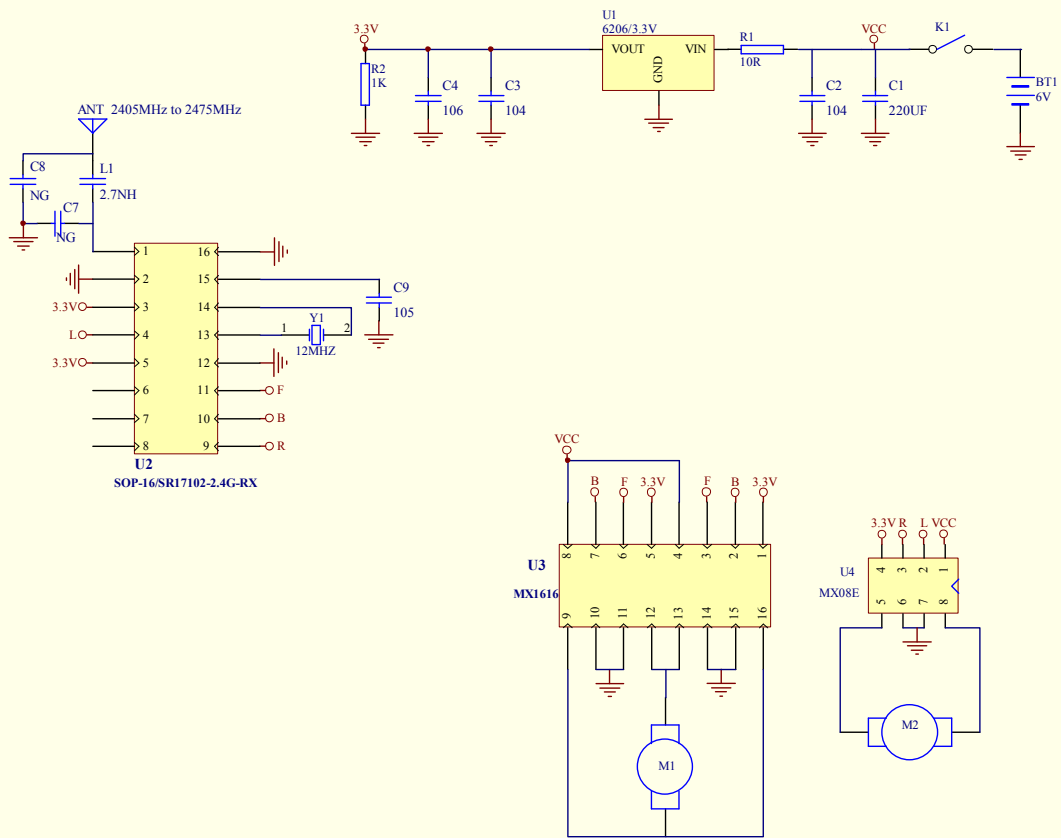 U1
6206/3.3V
VOUT
VIN
GND
3.3V
R2
1K
C4
106
C3
104
R1
10R
C2
104
VCC
C1
220UF
K1
BT1
6V
ANT 2405MHz to 2475MHz
C8
NG
L1
2.7NH
C7
NG
1
16
2
15
3.3V
3
14
L
4
13
3.3V
5
12
6
11
F
7
10
B
8
9
R
C9
105
1
Y1
2
12MHZ
U2
SOP-16/SR17102-2.4G-RX
VCC
B
F
3.3V
F
B
3.3V
8
7
6
5
4
3
2
1
U3
MX1616
9
10
11
12
13
14
15
16
M1
3.3V
R
L
VCC
U4
MX08E
4
3
2
1
5
6
7
8
M2